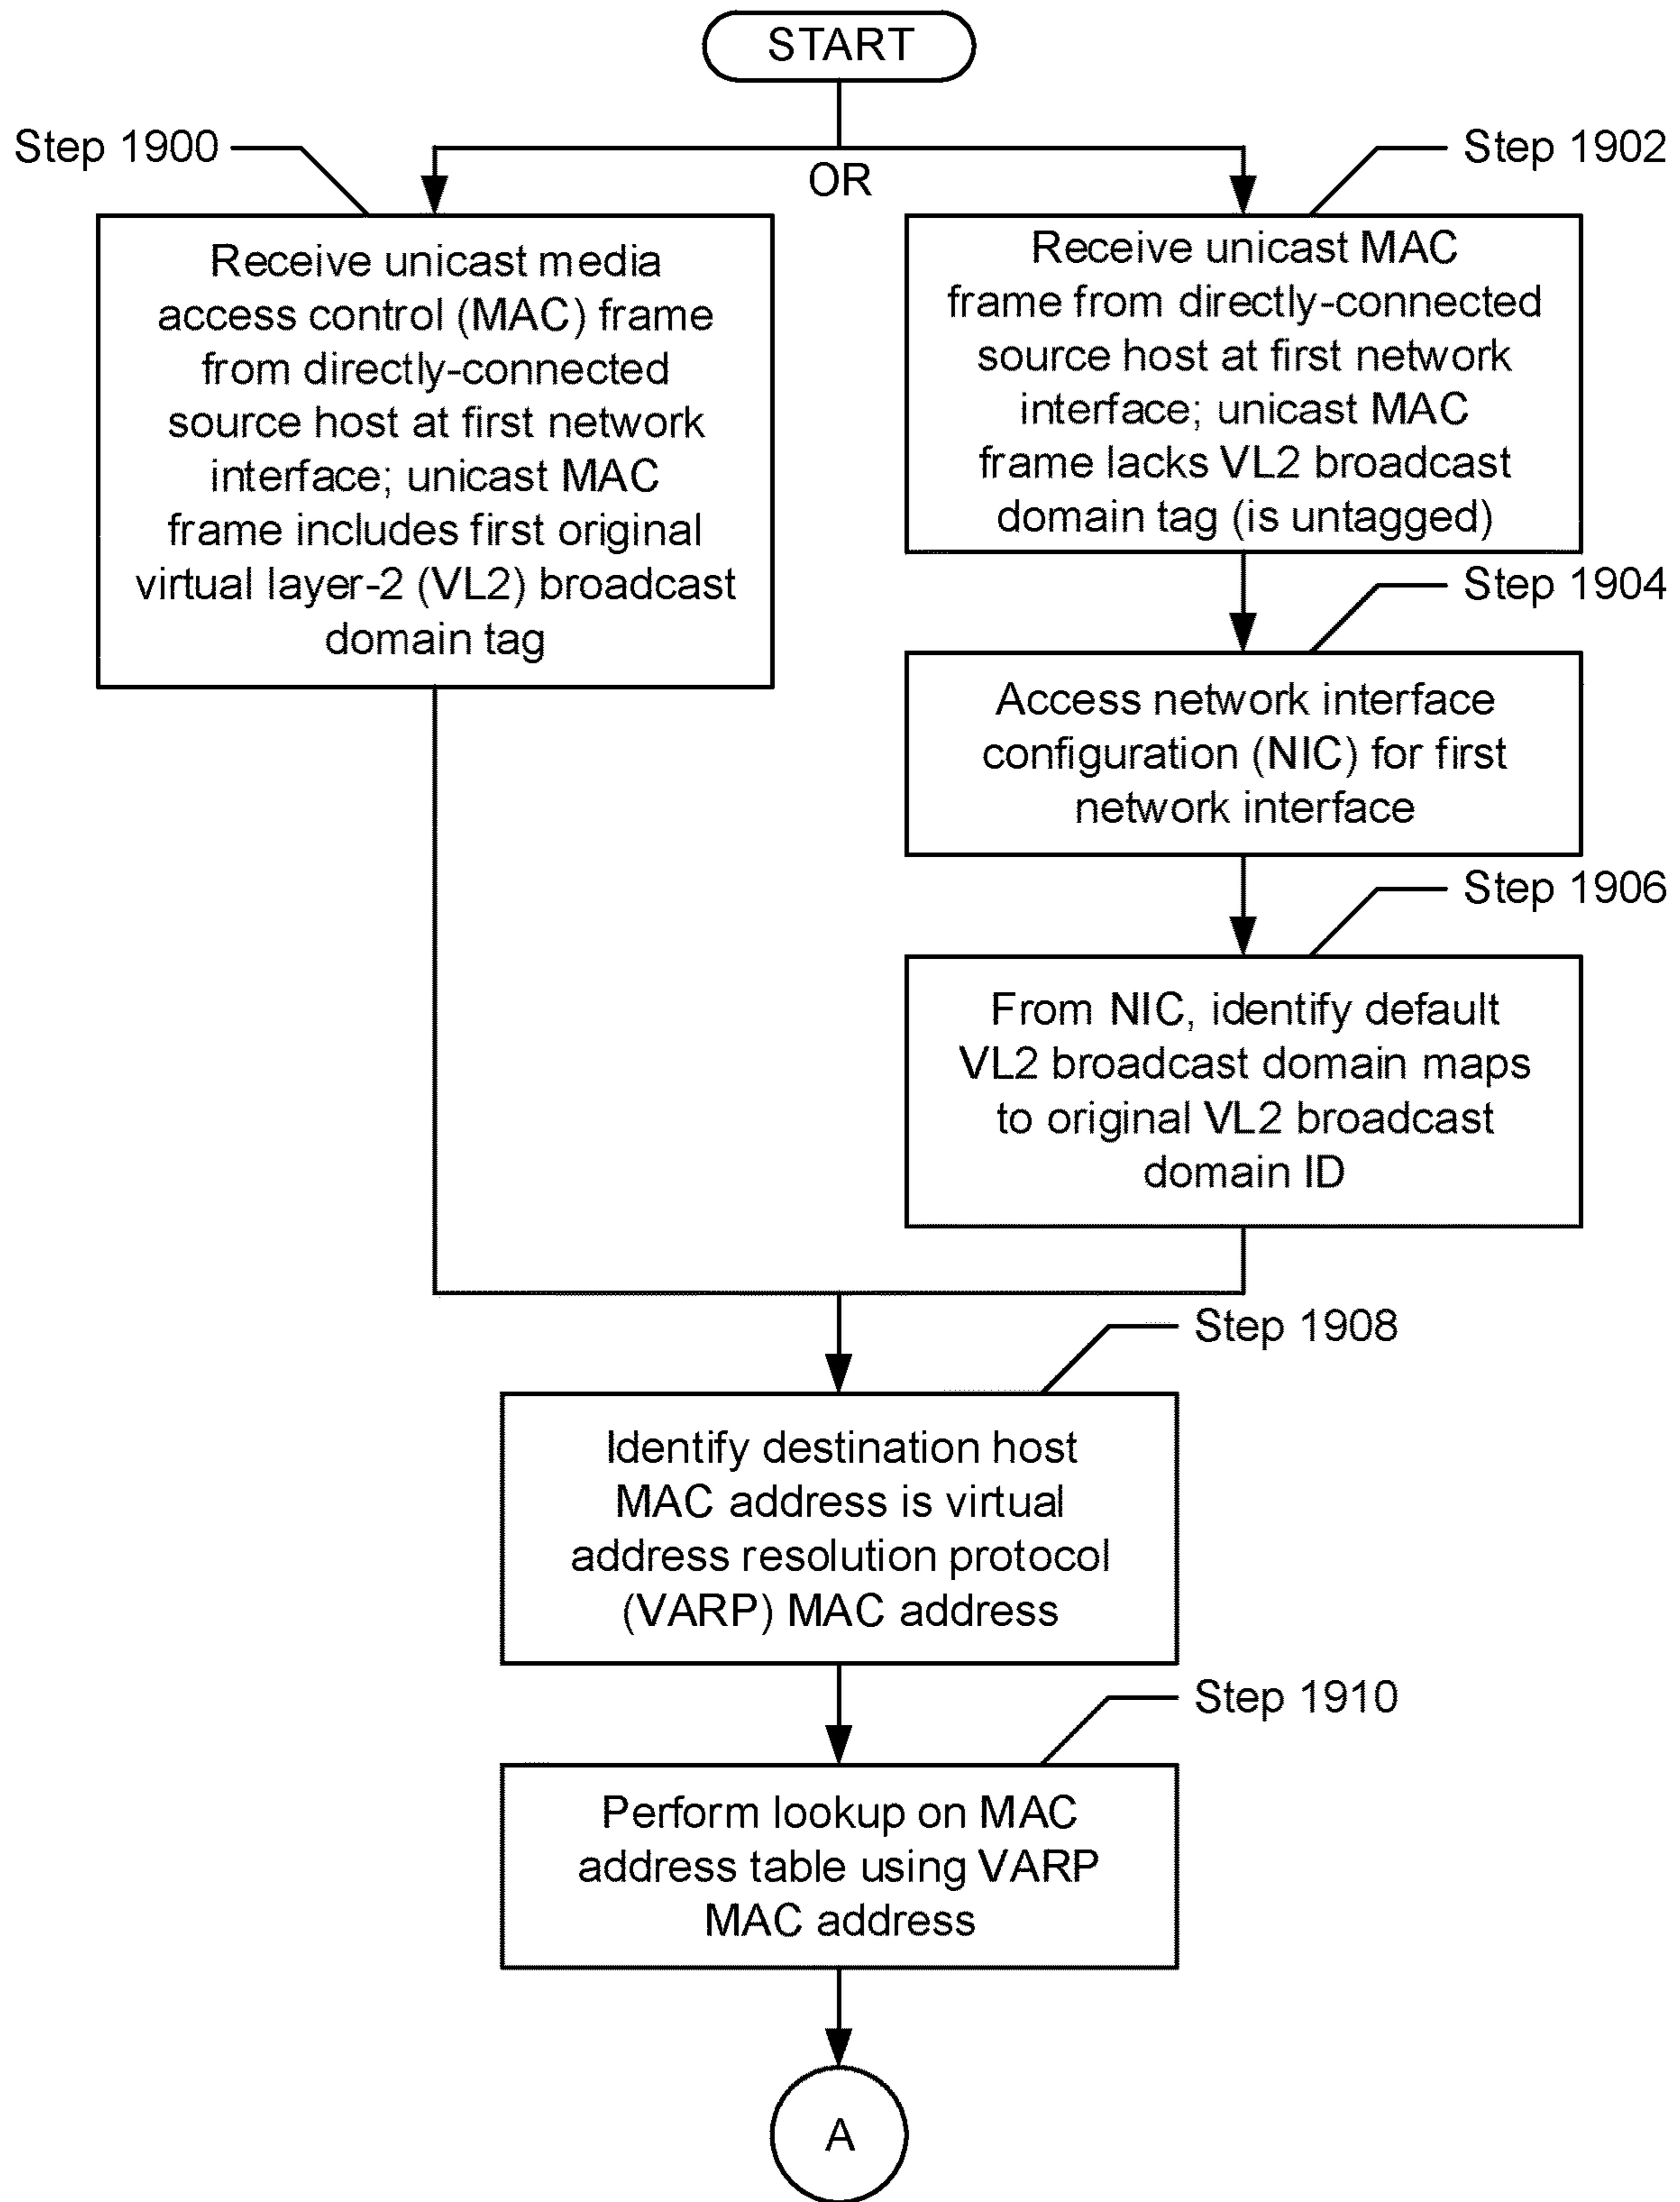 START
OR
Step 1900
Receive unicast media
access control (MAC) frame
from directly-connected
source host at first network
interface; unicast MAC
frame includes first original
virtual layer-2 (VL2) broadcast
domain tag
Step 1902
Receive unicast MAC
frame from directly-connected
source host at first network
interface; unicast MAC
frame lacks VL2 broadcast
domain tag (is untagged)
Step 1904
Access network interface
configuration (NIC) for first
network interface
Step 1906
From NIC, identify default
VL2 broadcast domain maps
to original VL2 broadcast
domain ID
Step 1908
Identify destination host
MAC address is virtual
address resolution protocol
(VARP) MAC address
Step 1910
Perform lookup on MAC
address table using VARP
MAC address
A